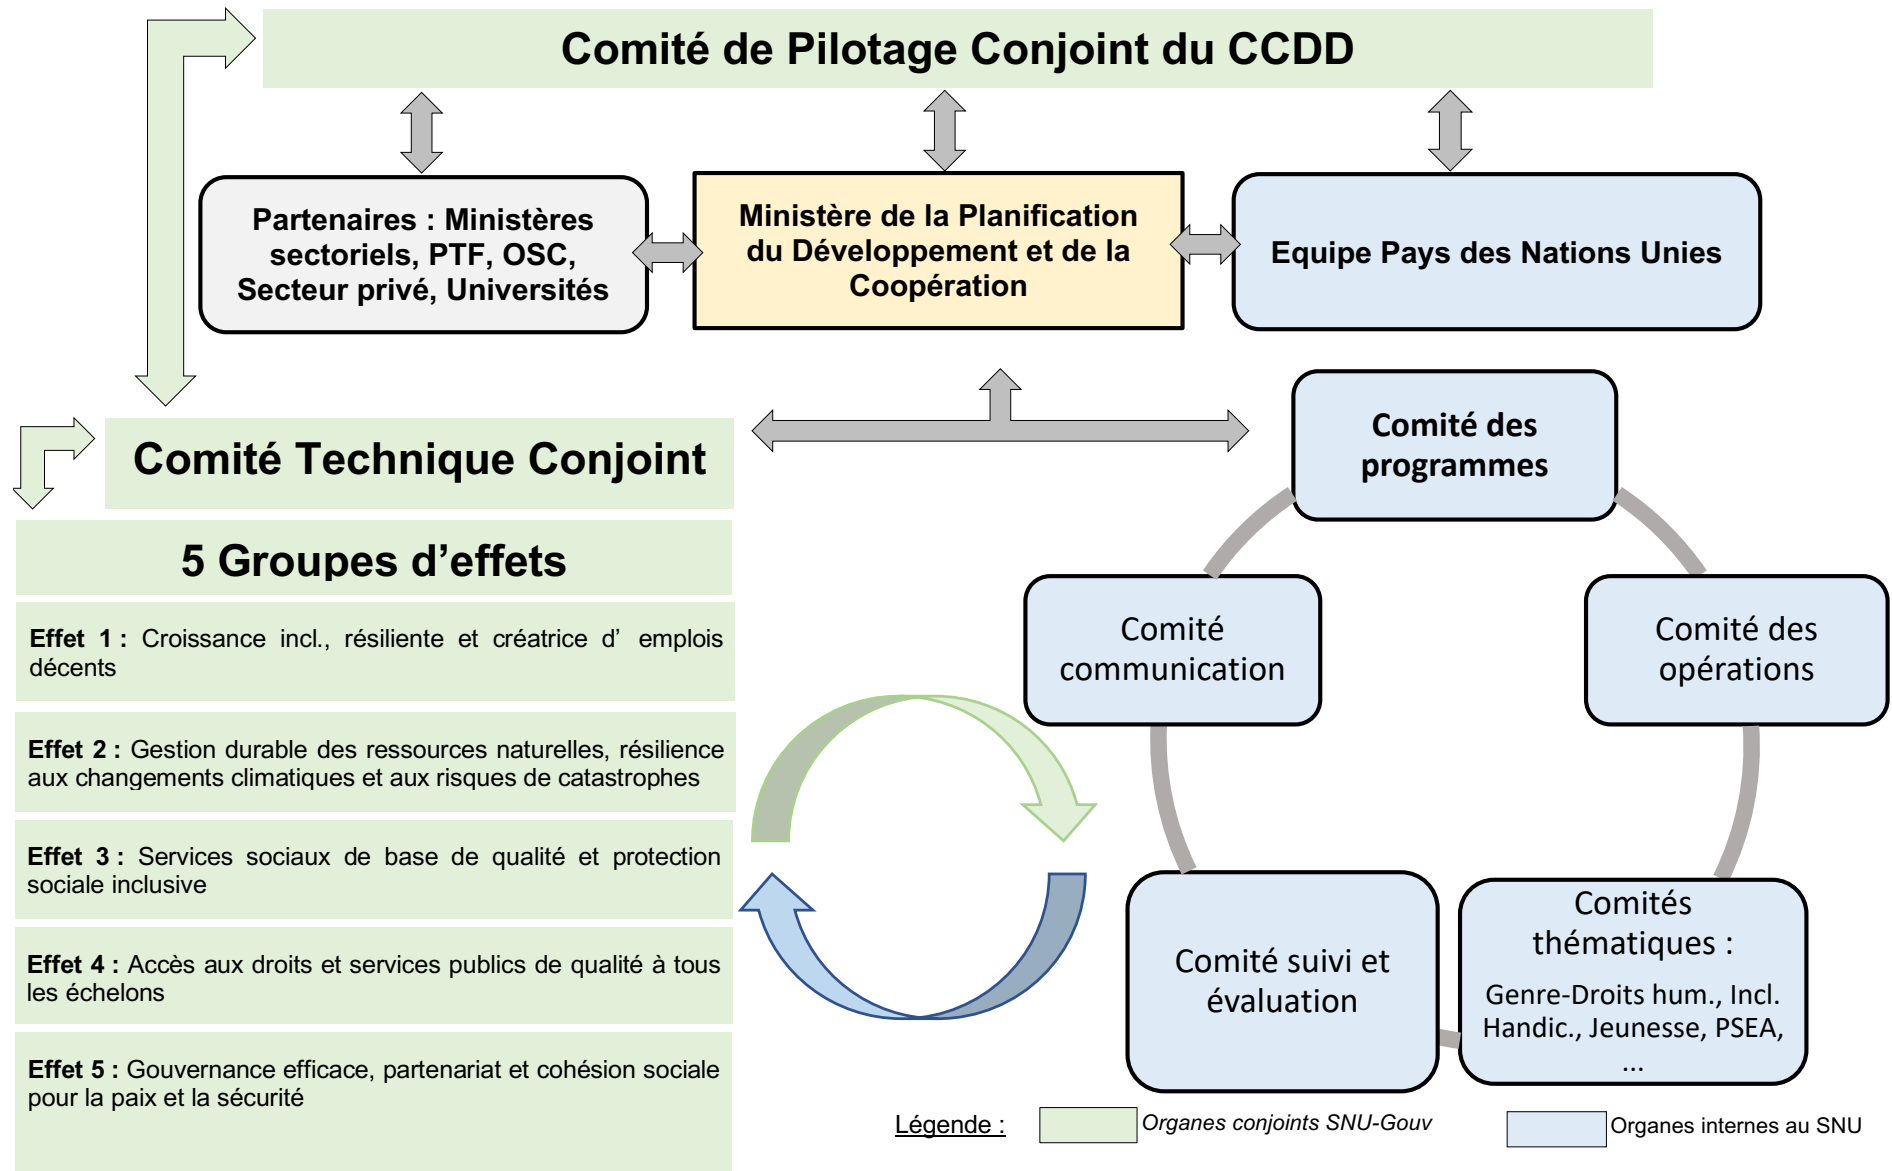 Comité de Pilotage Conjoint du CCDD
Partenaires : Ministères
sectoriels, PTF, OSC,
Secteur privé, Universités
Ministère de la Planification
du Développement et de la
Coopération
Equipe Pays des Nations Unies
Comité Technique Conjoint
5 Groupes d’effets
Effet 1 : Croissance incl., résiliente et créatrice d’ emplois
décents
Effet 2 : Gestion durable des ressources naturelles, résilience
aux changements climatiques et aux risques de catastrophes
Effet 3 : Services sociaux de base de qualité et protection
sociale inclusive
Effet 4 : Accès aux droits et services publics de qualité à tous
les échelons
Effet 5 : Gouvernance efficace, partenariat et cohésion sociale
pour la paix et la sécurité
Comité des
programmes
Comité
communication
Comité des
opérations
Comité suivi et
évaluation
Comités
thématiques :
Genre-Droits hum., Incl.
Handic., Jeunesse, PSEA,
...
Légende :
Organes conjoints SNU-Gouv
Organes internes au SNU